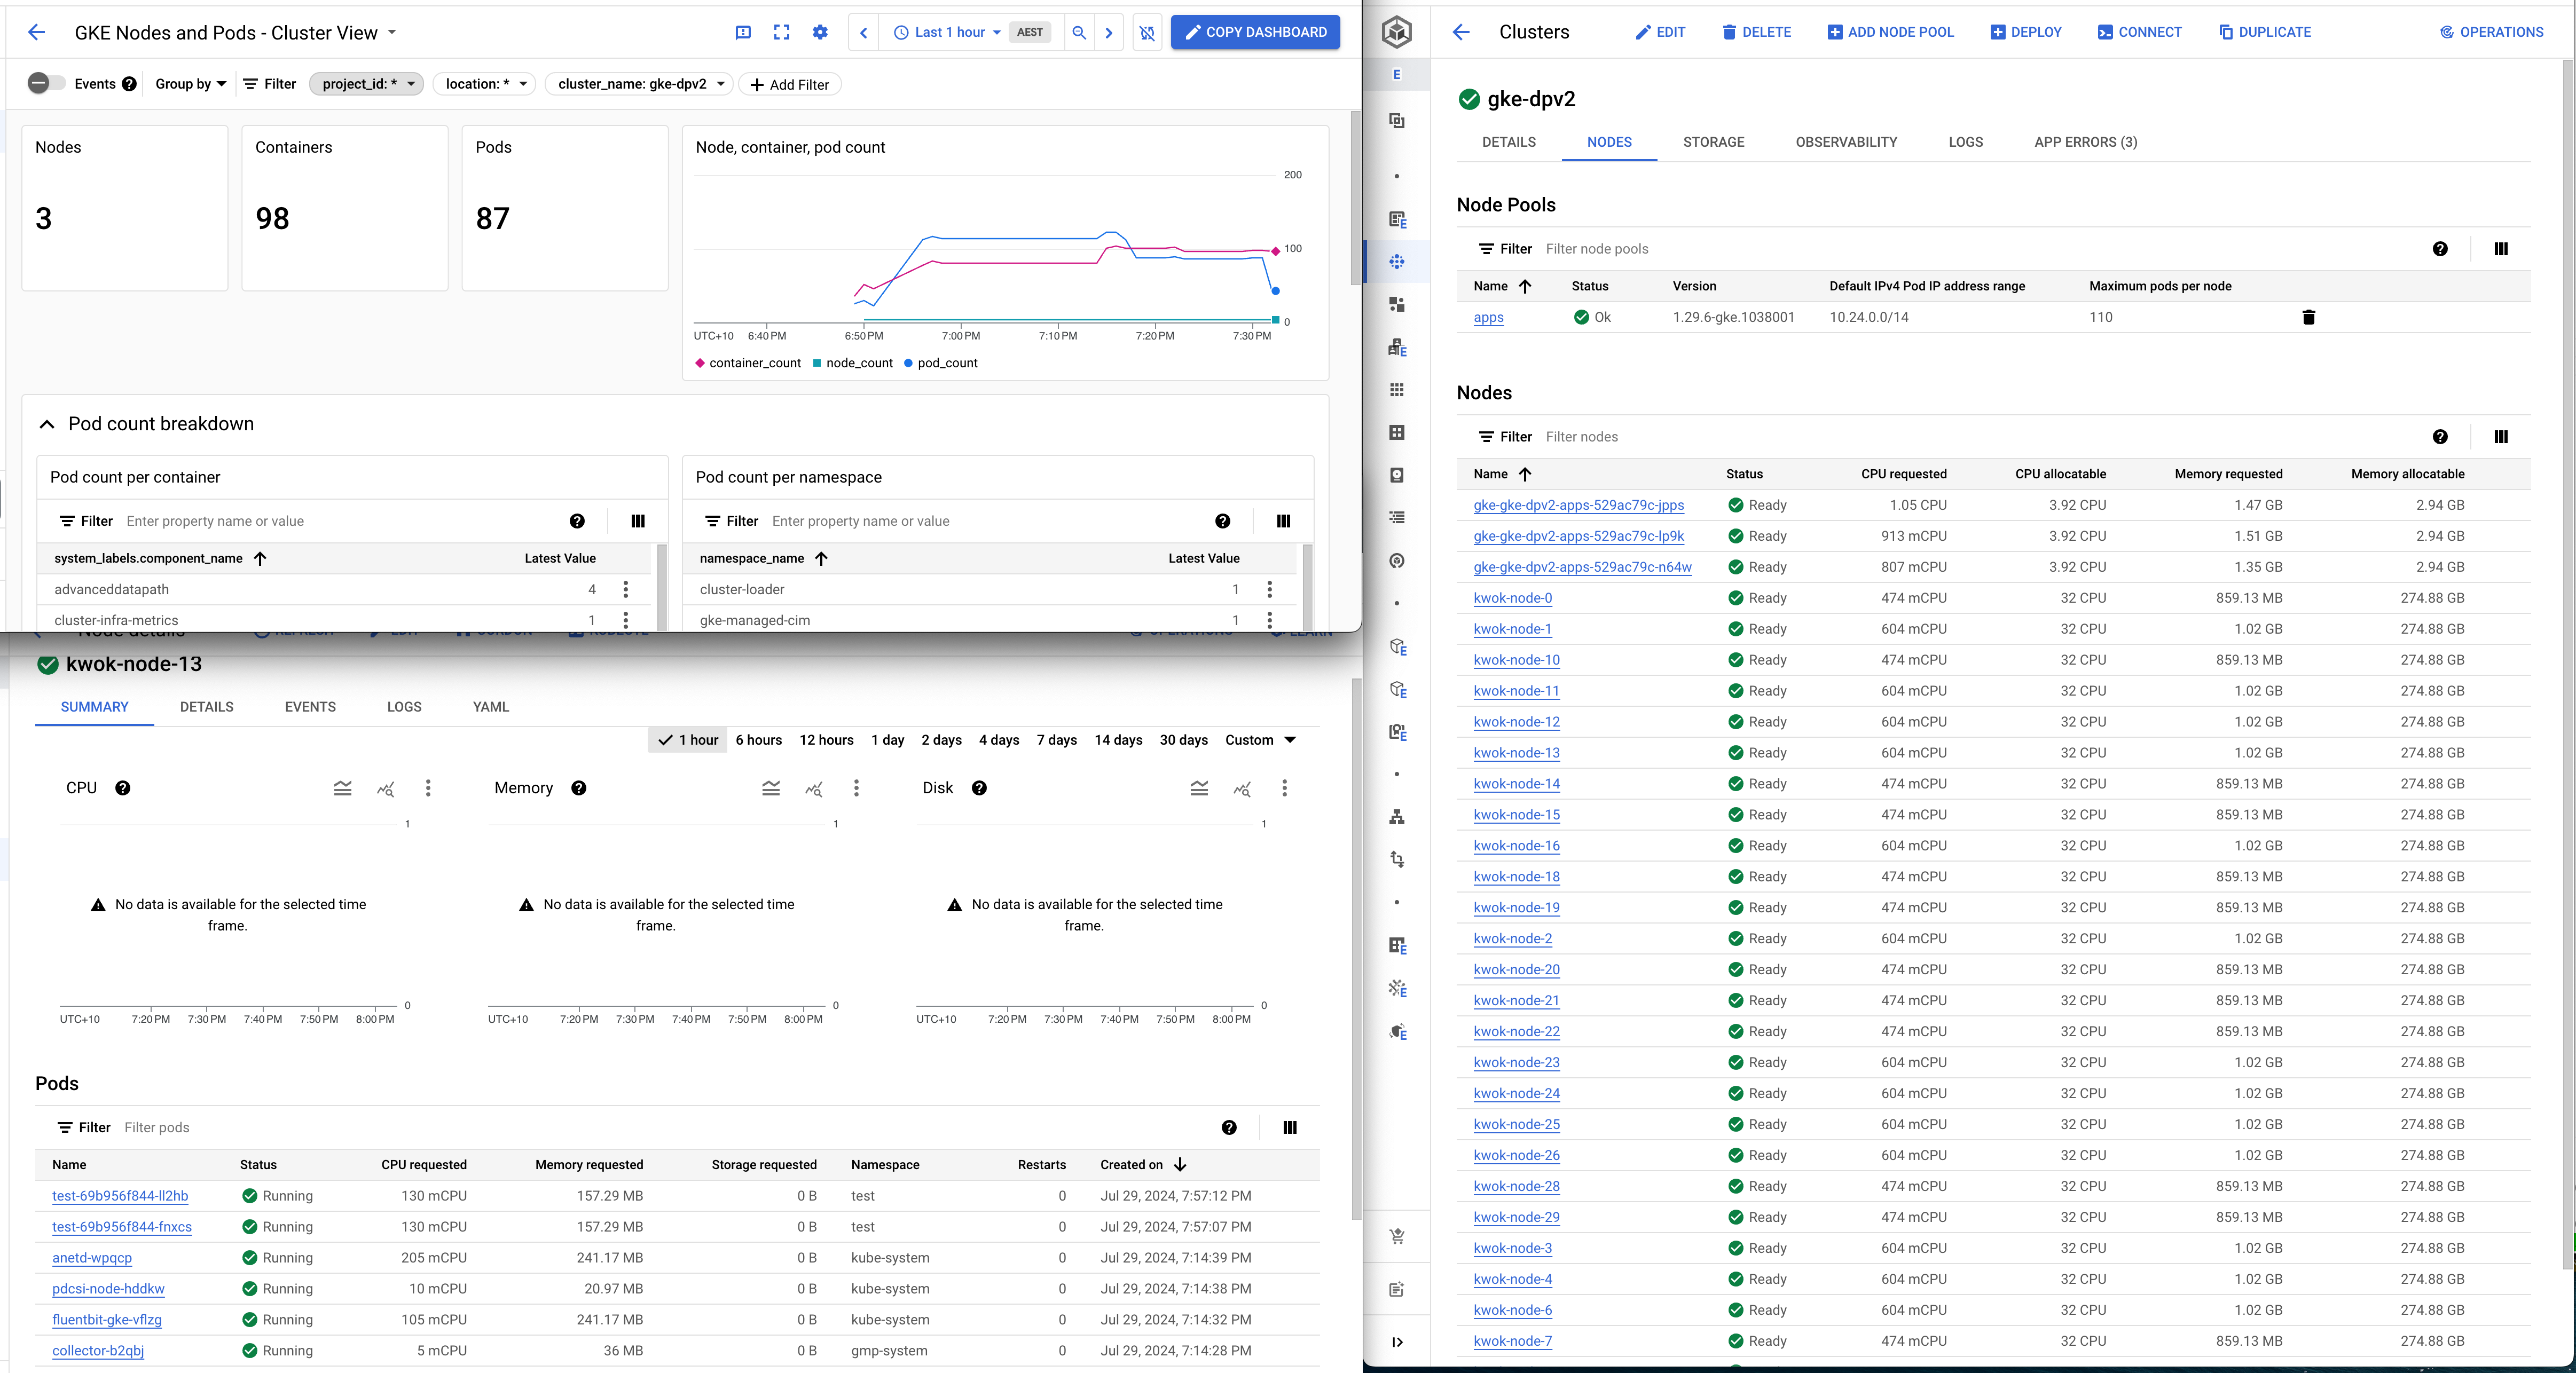 GKE Nodes and Pods - Cluster View
Last 1 hour AEST COPY DASHBOARD
Events Group by Filter project_id: * location: * cluster_name: gke-dpv2 Add Filter
Nodes
3
Containers
98
Pods
87
Node, container, pod count
200
100
0
UTC+10 6:40 PM 6:50 PM 7:00 PM 7:10 PM 7:20 PM 7:30 PM
container_count node_count pod_count
Pod count breakdown
Pod count per container
Filter Enter property name or value
system_labels.component_name Latest Value
advanceddatapath 4
cluster-infra-metrics 1
Pod count per namespace
Filter Enter property name or value
namespace_name Latest Value
cluster-loader 1
gke-managed-cim 1
kwok-node-13
SUMMARY DETAILS EVENTS LOGS YAML
1 hour 6 hours 12 hours 1 day 2 days 4 days 7 days 14 days 30 days Custom
CPU
1
No data is available for the selected time
frame.
0
UTC+10 7:20 PM 7:30 PM 7:40 PM 7:50 PM 8:00 PM
Memory
1
No data is available for the selected time
frame.
0
UTC+10 7:20 PM 7:30 PM 7:40 PM 7:50 PM 8:00 PM
Disk
1
No data is available for the selected time
frame.
0
UTC+10 7:20 PM 7:30 PM 7:40 PM 7:50 PM 8:00 PM
Pods
Filter Filter pods
Name Status CPU requested Memory requested Storage requested Namespace Restarts Created on
test-69b956f844-ll2hb Running 130 mCPU 157.29 MB 0 B test 0 Jul 29, 2024, 7:57:12 PM
test-69b956f844-fnxcs Running 130 mCPU 157.29 MB 0 B test 0 Jul 29, 2024, 7:57:07 PM
anetd-wpqcp Running 205 mCPU 241.17 MB 0 B kube-system 0 Jul 29, 2024, 7:14:39 PM
pdcsi-node-hddkw Running 10 mCPU 20.97 MB 0 B kube-system 0 Jul 29, 2024, 7:14:38 PM
fluentbit-gke-vflzg Running 105 mCPU 241.17 MB 0 B kube-system 0 Jul 29, 2024, 7:14:32 PM
collector-b2qbj Running 5 mCPU 36 MB 0 B gmp-system 0 Jul 29, 2024, 7:14:28 PM
Clusters EDIT DELETE ADD NODE POOL DEPLOY CONNECT DUPLICATE OPERATIONS
gke-dpv2
DETAILS NODES STORAGE OBSERVABILITY LOGS APP ERRORS (3)
Node Pools
Filter Filter node pools
Name Status Version Default IPv4 Pod IP address range Maximum pods per node
apps Ok 1.29.6-gke.1038001 10.24.0.0/14 110
Nodes
Filter Filter nodes
Name Status CPU requested CPU allocatable Memory requested Memory allocatable
gke-gke-dpv2-apps-529ac79c-jpps Ready 1.05 CPU 3.92 CPU 1.47 GB 2.94 GB
gke-gke-dpv2-apps-529ac79c-lp9k Ready 913 mCPU 3.92 CPU 1.51 GB 2.94 GB
gke-gke-dpv2-apps-529ac79c-n64w Ready 807 mCPU 3.92 CPU 1.35 GB 2.94 GB
kwok-node-0 Ready 474 mCPU 32 CPU 859.13 MB 274.88 GB
kwok-node-1 Ready 604 mCPU 32 CPU 1.02 GB 274.88 GB
kwok-node-10 Ready 474 mCPU 32 CPU 859.13 MB 274.88 GB
kwok-node-11 Ready 604 mCPU 32 CPU 1.02 GB 274.88 GB
kwok-node-12 Ready 604 mCPU 32 CPU 1.02 GB 274.88 GB
kwok-node-13 Ready 604 mCPU 32 CPU 1.02 GB 274.88 GB
kwok-node-14 Ready 474 mCPU 32 CPU 859.13 MB 274.88 GB
kwok-node-15 Ready 474 mCPU 32 CPU 859.13 MB 274.88 GB
kwok-node-16 Ready 604 mCPU 32 CPU 1.02 GB 274.88 GB
kwok-node-18 Ready 474 mCPU 32 CPU 859.13 MB 274.88 GB
kwok-node-19 Ready 474 mCPU 32 CPU 859.13 MB 274.88 GB
kwok-node-2 Ready 604 mCPU 32 CPU 1.02 GB 274.88 GB
kwok-node-20 Ready 474 mCPU 32 CPU 859.13 MB 274.88 GB
kwok-node-21 Ready 474 mCPU 32 CPU 859.13 MB 274.88 GB
kwok-node-22 Ready 474 mCPU 32 CPU 859.13 MB 274.88 GB
kwok-node-23 Ready 604 mCPU 32 CPU 1.02 GB 274.88 GB
kwok-node-24 Ready 604 mCPU 32 CPU 1.02 GB 274.88 GB
kwok-node-25 Ready 604 mCPU 32 CPU 1.02 GB 274.88 GB
kwok-node-26 Ready 604 mCPU 32 CPU 1.02 GB 274.88 GB
kwok-node-28 Ready 474 mCPU 32 CPU 859.13 MB 274.88 GB
kwok-node-29 Ready 474 mCPU 32 CPU 859.13 MB 274.88 GB
kwok-node-3 Ready 604 mCPU 32 CPU 1.02 GB 274.88 GB
kwok-node-4 Ready 604 mCPU 32 CPU 1.02 GB 274.88 GB
kwok-node-6 Ready 604 mCPU 32 CPU 1.02 GB 274.88 GB
kwok-node-7 Ready 474 mCPU 32 CPU 859.13 MB 274.88 GB